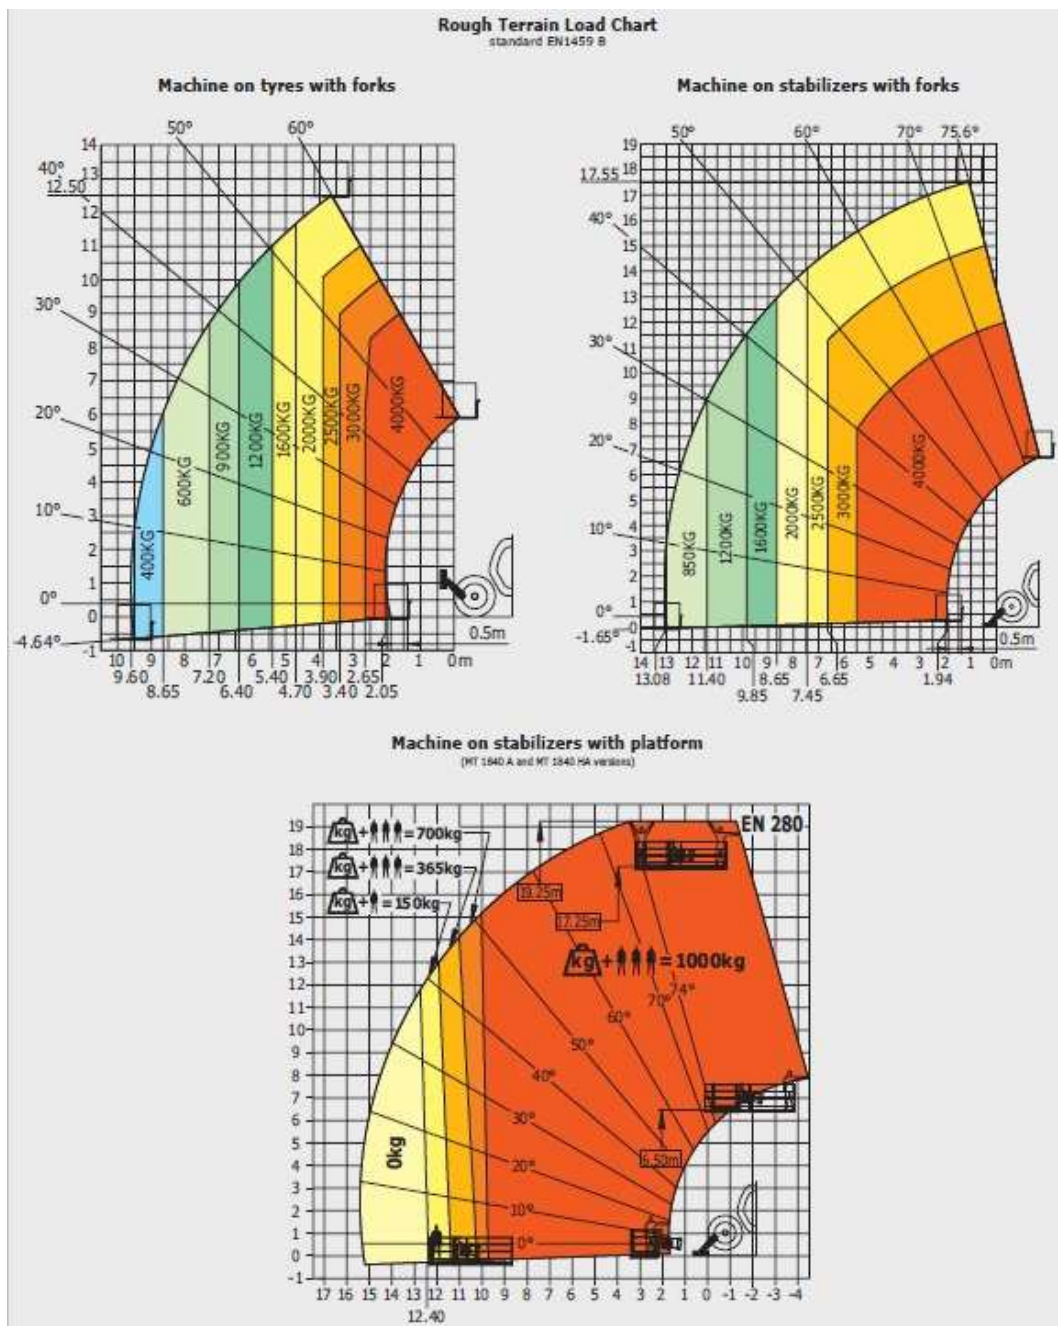 Rough Terrain Load Chart
standard EN1459 B
Machine on tyres with forks
50°
60°
14
40°
13
12.50
12
11
10
9
30°
8
7
20°
6
5
4
3
10°
2
1
0°
0
-4.64°
-1
400KG
600KG
900KG
1200KG
1600KG
2000KG
2500KG
3000KG
4000KG
0.5m
10 9 8 7 6 5 4 3 2 1 0m
9.60 7.20 5.40 3.90 2.65
8.65 6.40 4.70 3.40 2.05
Machine on stabilizers with forks
50°
60°
70°
75.6°
19
18
17.55
17
16
40°
15
14
13
12
30°
11
10
9
8
20°
7
6
5
4
10°
3
2
1
0°
0
-1.65°
-1
850KG
1200KG
1600KG
2000KG
2500KG
3000KG
4000KG
0.5m
14 13 12 11 10 9 8 7 6 5 4 3 2 1 0m
13.08 11.40 8.65 6.65 1.94
9.85 7.45
Machine on stabilizers with platform
(MT 1840 A and MT 1840 HA versions)
EN 280
kg + = 700kg
kg + = 365kg
kg + = 150kg
19
18
17
16
15
14
13
12
11
10
9
8
7
6
5
4
3
2
1
0
-1
19.25m
17.25m
kg + = 1000kg
74°
70°
60°
50°
40°
30°
20°
10°
0°
6.50m
0kg
17 16 15 14 13 12 11 10 9 8 7 6 5 4 3 2 1 0 -1 -2 -3 -4
12.40